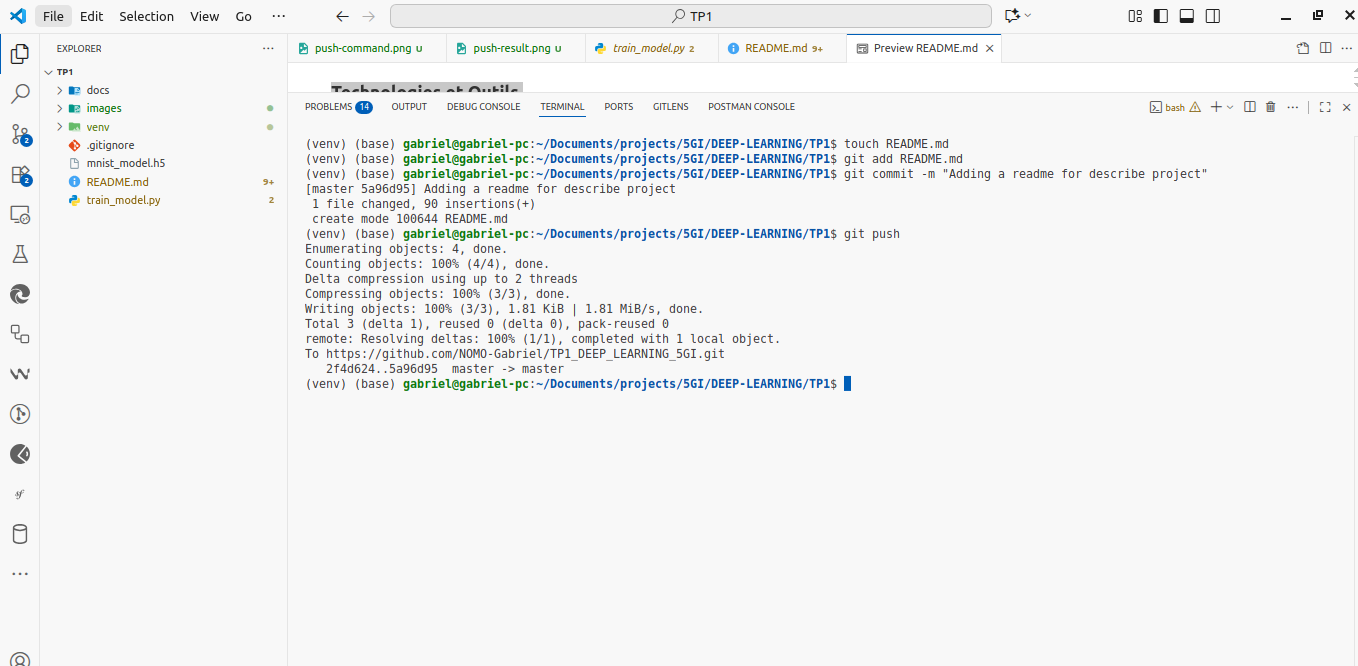 File Edit Selection View Go ··· TP1
EXPLORER ···
push-command.png U push-result.png U train_model.py 2 README.md 9+ Preview README.md
TP1
docs
images
venv
.gitignore
mnist_model.h5
README.md 9+
train_model.py 2
2
2
Technologies et Outils
PROBLEMS 14 OUTPUT DEBUG CONSOLE TERMINAL PORTS GITLENS POSTMAN CONSOLE bash
(venv) (base) gabriel@gabriel-pc:~/Documents/projects/5GI/DEEP-LEARNING/TP1$ touch README.md
(venv) (base) gabriel@gabriel-pc:~/Documents/projects/5GI/DEEP-LEARNING/TP1$ git add README.md
(venv) (base) gabriel@gabriel-pc:~/Documents/projects/5GI/DEEP-LEARNING/TP1$ git commit -m "Adding a readme for describe project"
[master 5a96d95] Adding a readme for describe project
 1 file changed, 90 insertions(+)
 create mode 100644 README.md
(venv) (base) gabriel@gabriel-pc:~/Documents/projects/5GI/DEEP-LEARNING/TP1$ git push
Enumerating objects: 4, done.
Counting objects: 100% (4/4), done.
Delta compression using up to 2 threads
Compressing objects: 100% (3/3), done.
Writing objects: 100% (3/3), 1.81 KiB | 1.81 MiB/s, done.
Total 3 (delta 1), reused 0 (delta 0), pack-reused 0
remote: Resolving deltas: 100% (1/1), completed with 1 local object.
To https://github.com/NOMO-Gabriel/TP1_DEEP_LEARNING_5GI.git
   2f4d624..5a96d95  master -> master
(venv) (base) gabriel@gabriel-pc:~/Documents/projects/5GI/DEEP-LEARNING/TP1$